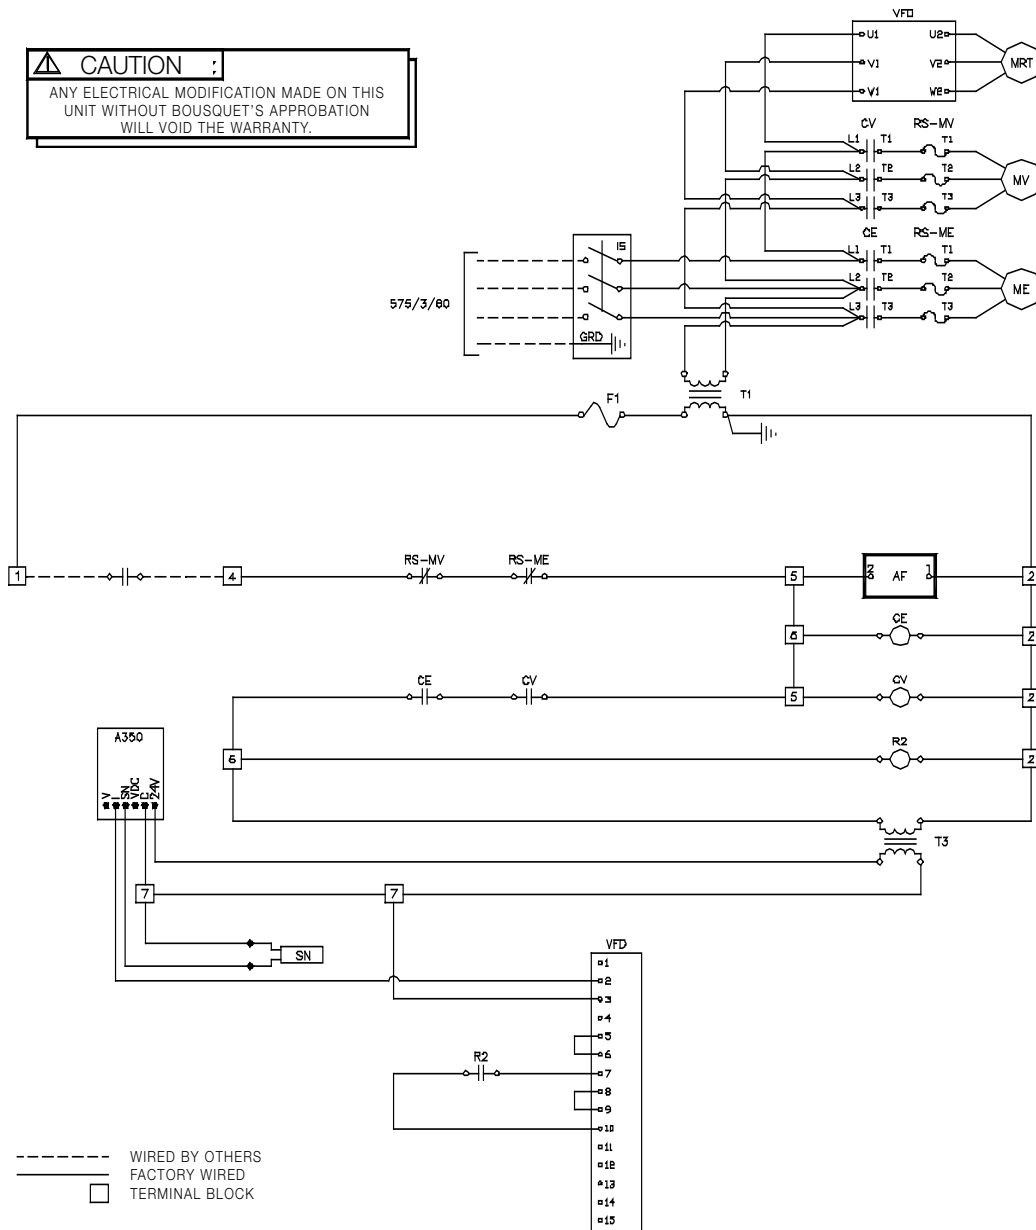 VFD
U1 U2
V1 V2
W1 W2
MRT
CAUTION ;
ANY ELECTRICAL MODIFICATION MADE ON THIS
UNIT WITHOUT BOUSQUET'S APPROBATION
WILL VOID THE WARRANTY.
CV RS-MV
L1 T1 T1
L2 T2 T2
L3 T3 T3
MV
CE RS-ME
L1 T1 T1
L2 T2 T2
L3 T3 T3
ME
IS
575/3/60
GRD
T1
F1
1
4
RS-MV RS-ME
5
2 AF 1
2
CE
2
CE CV
5
CV
2
A350
6
R2
2
V I SN VDC C 24V
T3
7 7
SN
VFD
1
2
3
4
5
6
R2
7
8
9
10
11
12
13
14
15
WIRED BY OTHERS
FACTORY WIRED
TERMINAL BLOCK